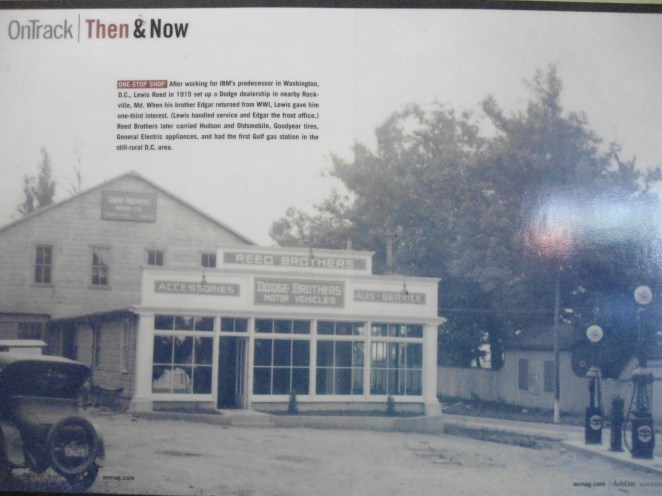 OnTrack | Then & Now
ONE-STOP SHOP After working for IBM's predecessor in Washington,
D.C., Lewis Reed in 1915 set up a Dodge dealership in nearby Rock-
ville, Md. When his brother Edgar returned from WWI, Lewis gave him
one-third interest. (Lewis handled service and Edgar the front office.)
Reed Brothers later carried Hudson and Oldsmobile, Goodyear tires,
General Electric appliances, and had the first Gulf gas station in the
still-rural D.C. area.
DODGE BROTHERS
MOTOR
REED BROTHERS
ACCESSORIES
DODGE BROTHERS
MOTOR VEHICLES
SALES - SERVICE